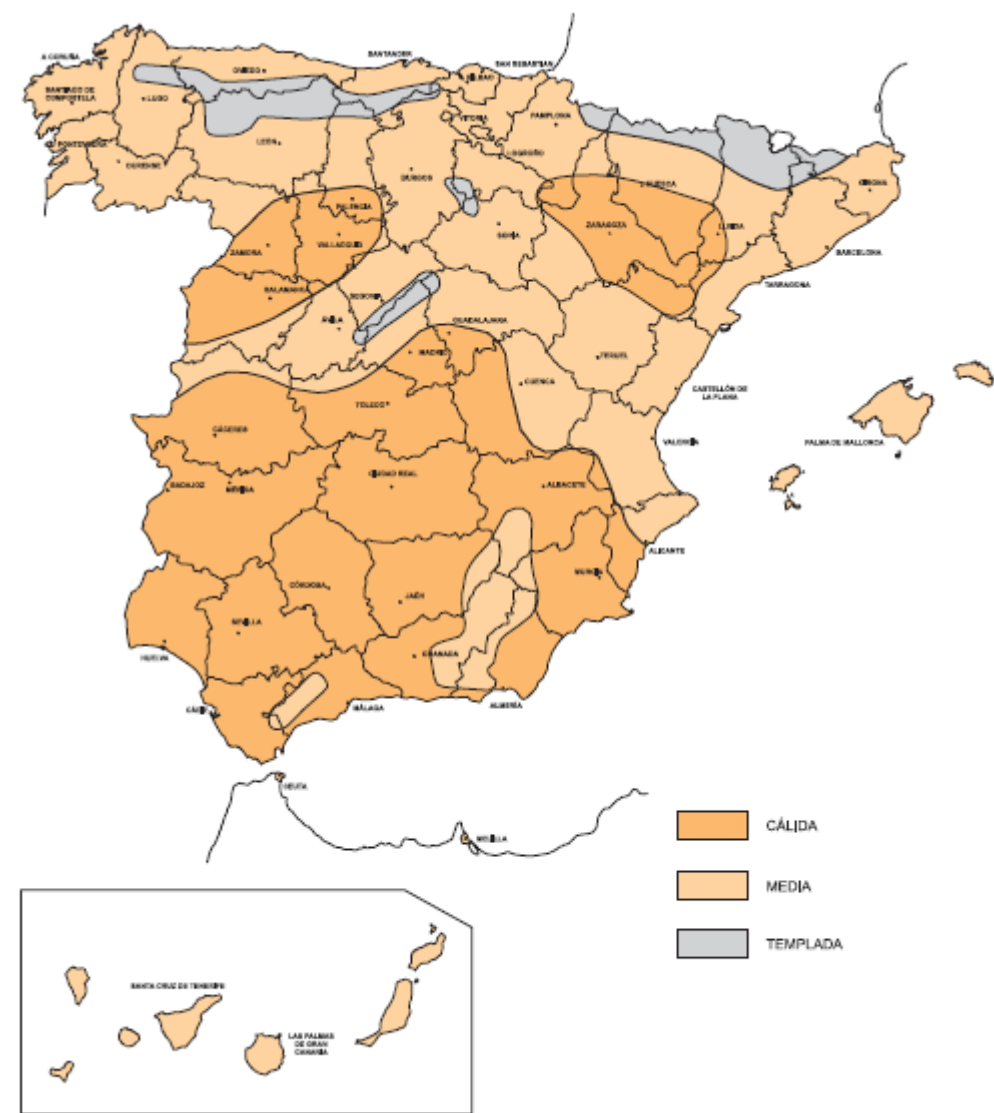 A CORUÑA
SANTANDER
SAN SEBASTIAN
OVIEDO
BILBAO
SANTIAGO DE
COMPOSTELA
LUGO
VITORIA
PAMPLONA
PONTEVEDRA
LEÓN
LOGROÑO
OURENSE
BURGOS
HUESCA
GIRONA
PALENCIA
ZARAGOZA
LLEIDA
VALLADOLID
SORIA
ZAMORA
BARCELONA
TARRAGONA
SALAMANCA
SEGOVIA
ÁVILA
GUADALAJARA
MADRID
TERUEL
CUENCA
CASTELLÓN DE
LA PLANA
TOLEDO
CÁCERES
VALENCIA
PALMA DE MALLORCA
CIUDAD REAL
BADAJOZ
MERIDA
ALBACETE
ALICANTE
MURCIA
CÓRDOBA
JAÉN
SEVILLA
HUELVA
GRANADA
CÁDIZ
MÁLAGA
ALMERÍA
CEUTA
MELILLA
CÁLIDA
MEDIA
TEMPLADA
SANTA CRUZ DE TENERIFE
LAS PALMAS
DE GRAN
CANARIA